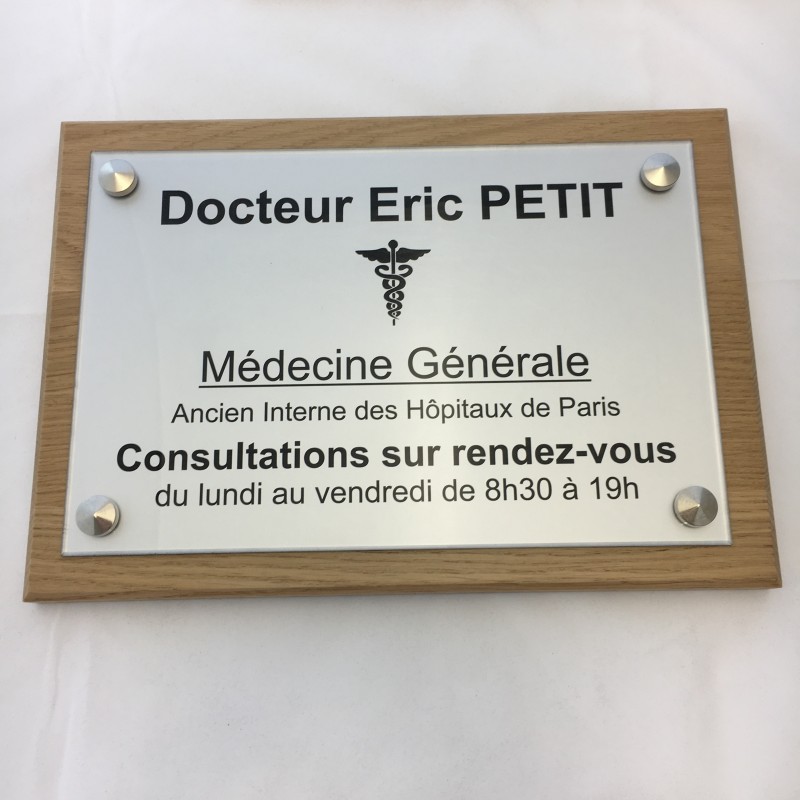 Docteur Eric PETIT
Médecine Générale
Ancien Interne des Hôpitaux de Paris
Consultations sur rendez-vous
du lundi au vendredi de 8h30 à 19h